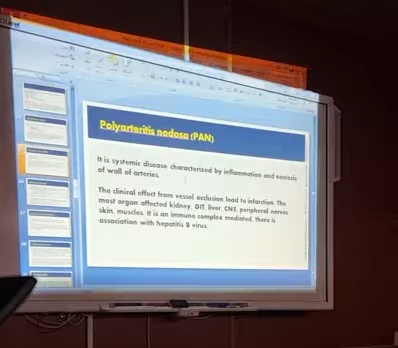 Polyarteritis nodosa (PAN)
It is systemic disease characterized by inflammation and necrosis
of wall of arteries.
The clinical effect from vessel occlusion lead to infarction. The
most organ affected kidney, GIT, liver, CNS, peripheral nerves
skin, muscles. It is an immune complex mediated, there is
association with hepatitis B virus.